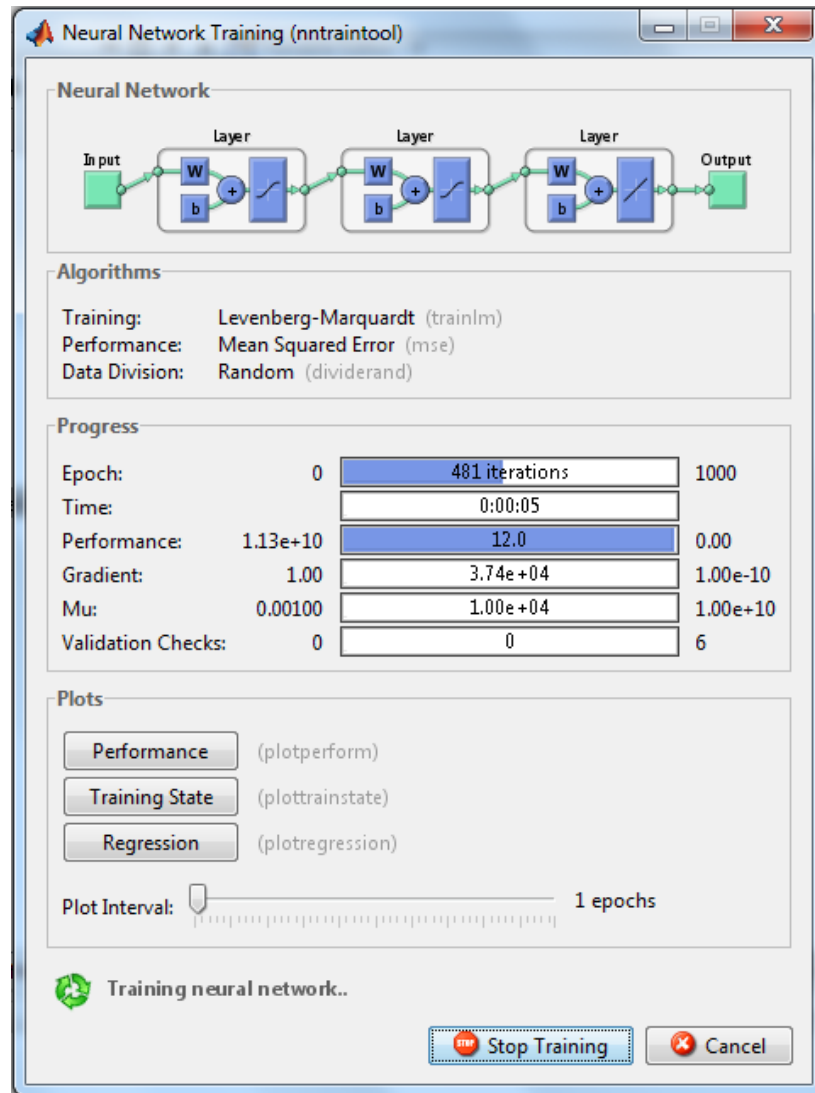 Neural Network Training (nntraintool)
Neural Network
Layer Layer Layer
Input Output
W W W
+ + +
b b b
Algorithms
Training: Levenberg-Marquardt (trainlm)
Performance: Mean Squared Error (mse)
Data Division: Random (dividerand)
Progress
Epoch: 0 481 iterations 1000
Time: 0:00:05
Performance: 1.13e+10 12.0 0.00
Gradient: 1.00 3.74e+04 1.00e-10
Mu: 0.00100 1.00e+04 1.00e+10
Validation Checks: 0 0 6
Plots
Performance (plotperform)
Training State (plottrainstate)
Regression (plotregression)
Plot Interval: 1 epochs
Training neural network..
STOP Stop Training Cancel